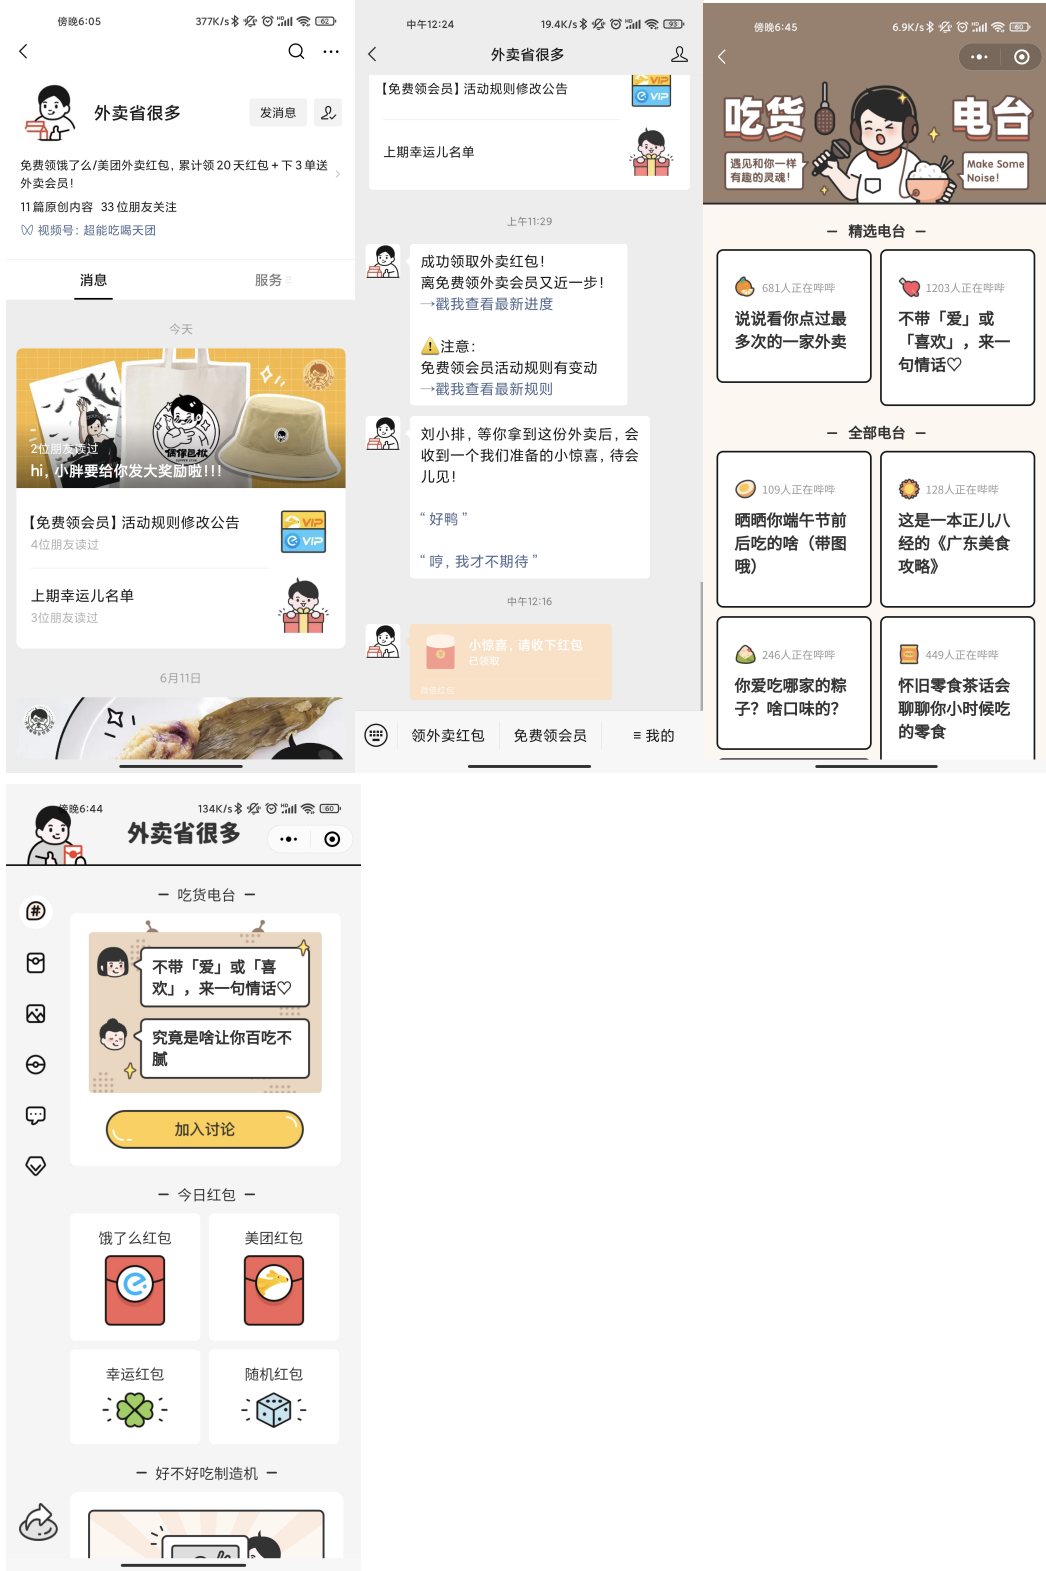 傍晚6:05
377K/s
62
外卖省很多
发消息
免费领饿了么/美团外卖红包，累计领20天红包+下3单送
外卖会员！
11篇原创内容 33位朋友关注
视频号：超能吃喝天团
消息
服务
今天
偶像包袱
2位朋友读过
hi，小胖要给你发大奖励啦!!!
【免费领会员】活动规则修改公告
4位朋友读过
VIP
VIP
上期幸运儿名单
3位朋友读过
6月11日
中午12:24
19.4K/s
93
外卖省很多
【免费领会员】活动规则修改公告
VIP
上期幸运儿名单
上午11:29
成功领取外卖红包！
离免费领外卖会员又近一步！
→戳我查看最新进度
⚠注意：
免费领会员活动规则有变动
→戳我查看最新规则
刘小排，等你拿到这份外卖后，会
收到一个我们准备的小惊喜，待会
儿见！
“好鸭”
“哼，我才不期待”
中午12:16
小惊喜，请收下红包
已领取
微信红包
领外卖红包
免费领会员
≡ 我的
傍晚6:45
6.9K/s
60
吃货
电台
遇见和你一样
有趣的灵魂！
Make Some
Noise!
— 精选电台 —
681人正在哔哔
说说看你点过最
多次的一家外卖
1203人正在哔哔
不带「爱」或
「喜欢」，来一
句情话♡
— 全部电台 —
109人正在哔哔
晒晒你端午节前
后吃的啥（带图
哦）
128人正在哔哔
这是一本正儿八
经的《广东美食
攻略》
246人正在哔哔
你爱吃哪家的粽
子？啥口味的？
449人正在哔哔
怀旧零食茶话会
聊聊你小时候吃
的零食
傍晚6:44
134K/s
60
外卖省很多
— 吃货电台 —
不带「爱」或「喜
欢」，来一句情话♡
究竟是啥让你百吃不
腻
加入讨论
— 今日红包 —
饿了么红包
美团红包
幸运红包
随机红包
— 好不好吃制造机 —